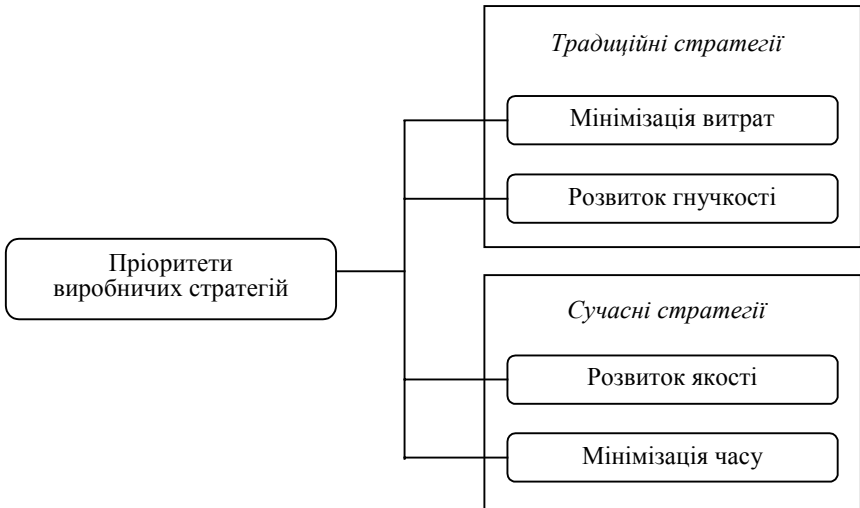 Традиційні стратегії
Мінімізація витрат
Розвиток гнучкості
Пріоритети
виробничих стратегій
Сучасні стратегії
Розвиток якості
Мінімізація часу